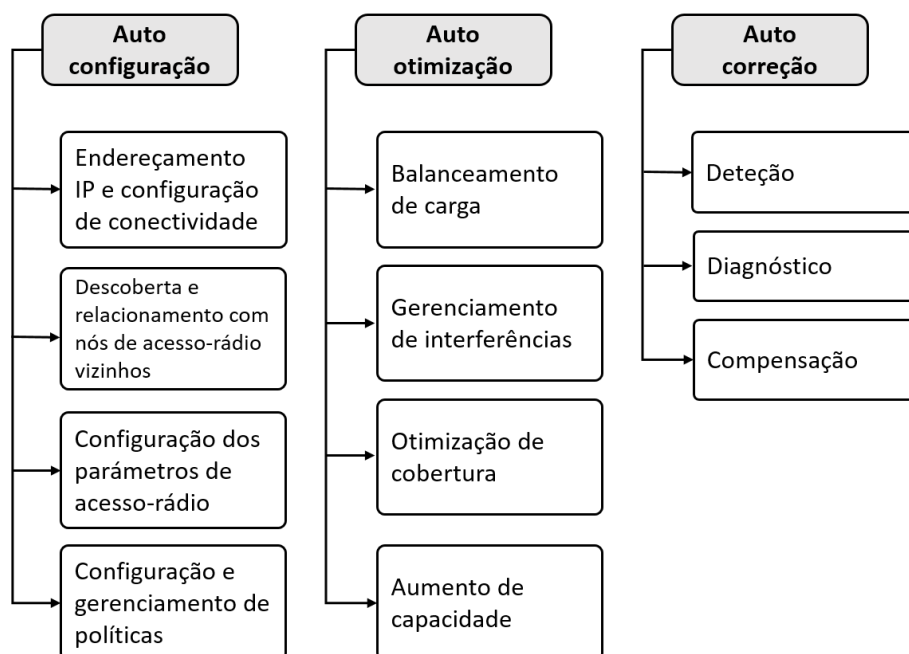 Auto
configuração
Endereçamento
IP e configuração
de conectividade
Descoberta e
relacionamento com
nós de acesso-rádio
vizinhos
Configuração dos
parámetros de
acesso-rádio
Configuração e
gerenciamento de
políticas
Auto
otimização
Balanceamento
de carga
Gerenciamento
de interferências
Otimização de
cobertura
Aumento de
capacidade
Auto
correção
Deteção
Diagnóstico
Compensação